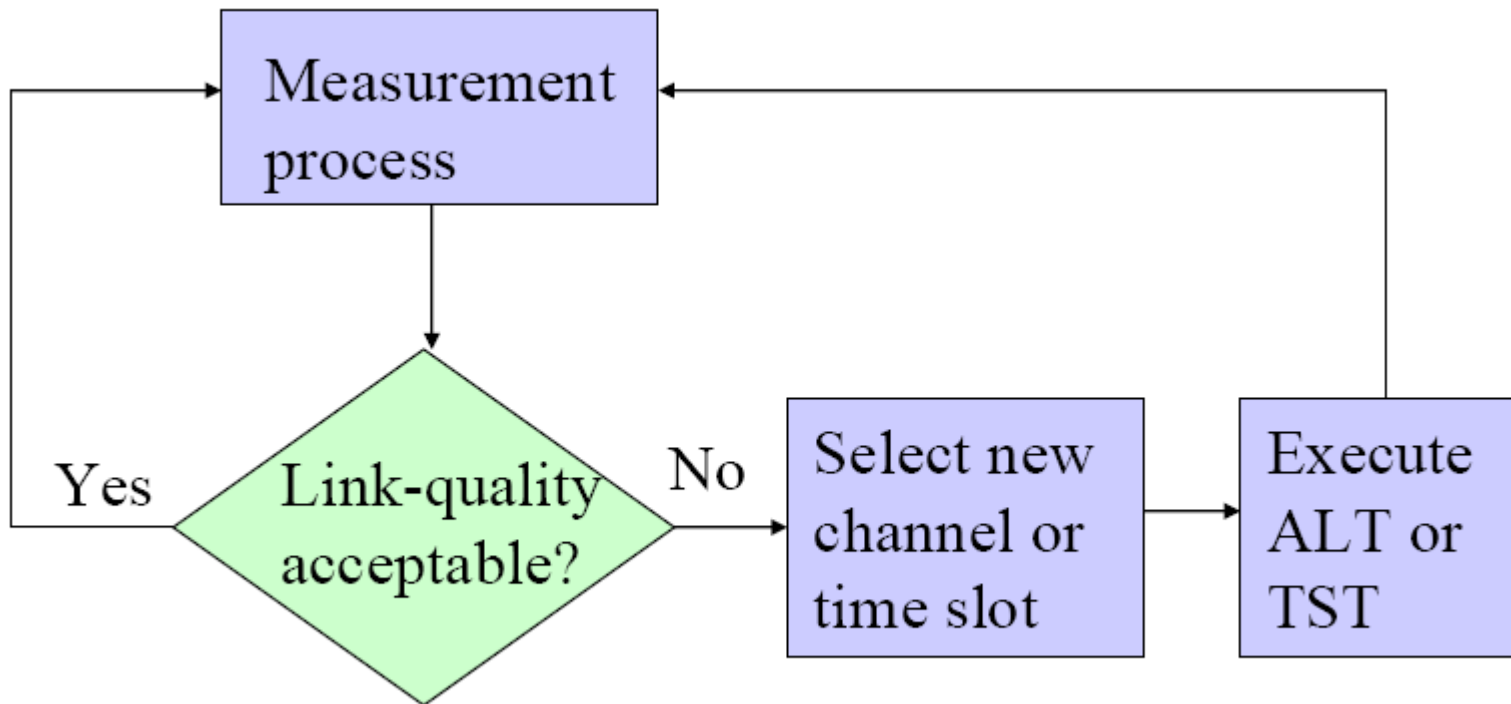 Measurement
process
Yes
Link-quality
acceptable?
No
Select new
channel or
time slot
Execute
ALT or
TST